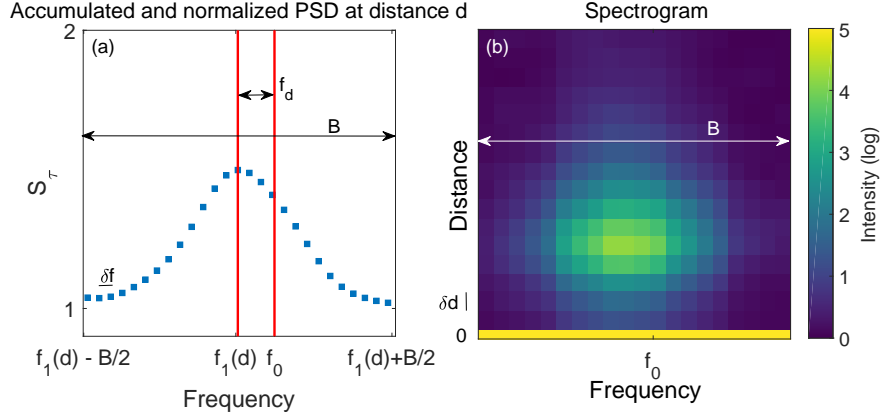 Accumulated and normalized PSD at distance d
(a)
2
1
S_τ
f_d
B
δf
f_1(d) - B/2
f_1(d)
f_0
f_1(d)+B/2
Frequency
Spectrogram
(b)
B
Distance
δd
0
f_0
Frequency
5
4
3
2
1
0
Intensity (log)